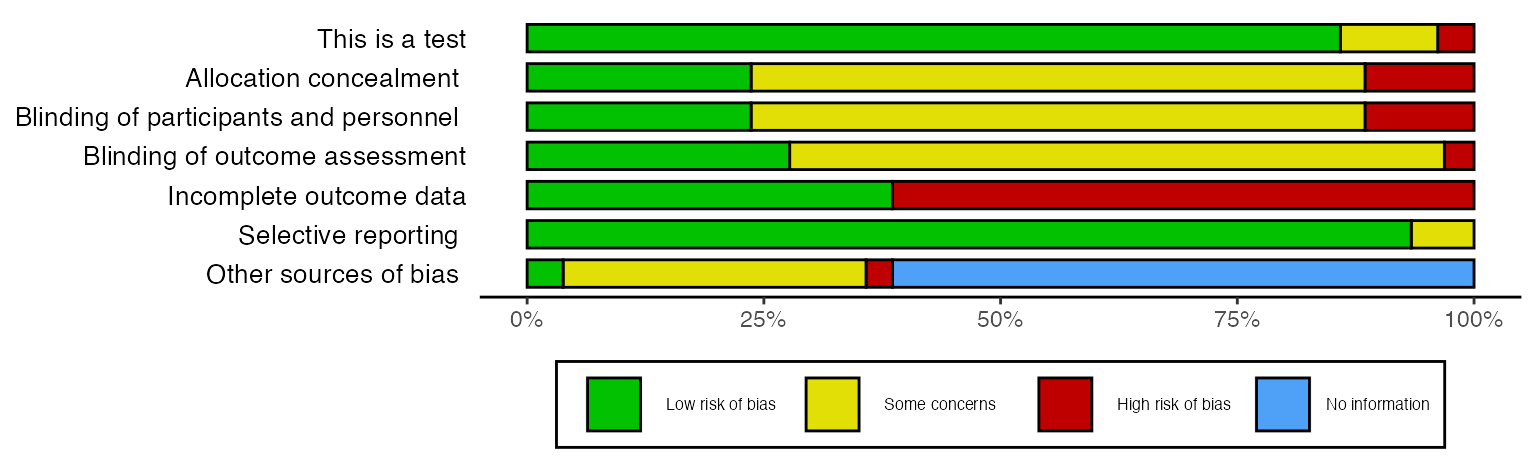 This is a test
Allocation concealment
Blinding of participants and personnel
Blinding of outcome assessment
Incomplete outcome data
Selective reporting
Other sources of bias
0% 25% 50% 75% 100%
Low risk of bias Some concerns High risk of bias No information